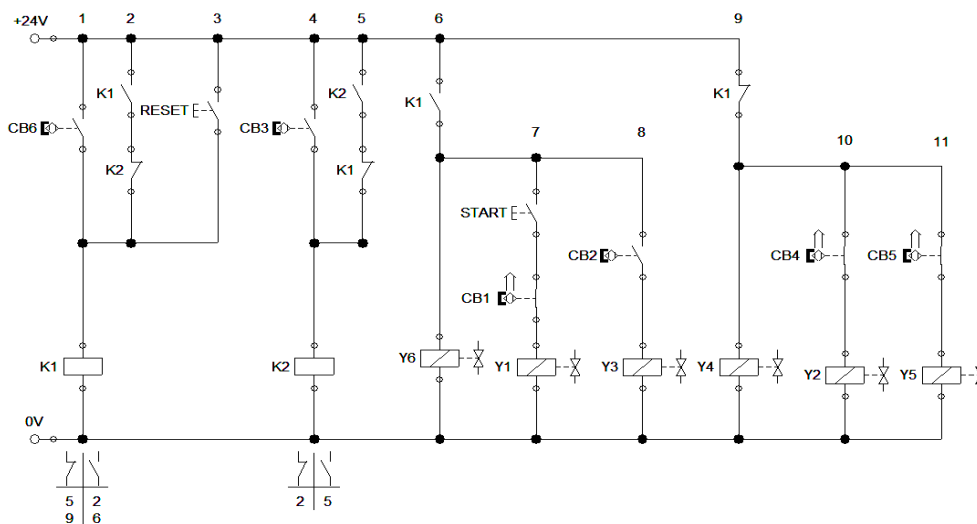 1 2 3 4 5 6 9
+24V
K1 K2 K1 K1
RESET
CB6 CB3
7 8 10 11
K2 K1
START
CB2 CB4 CB5
CB1
K1 K2 Y6 Y1 Y3 Y4 Y2 Y5
0V
5 2 2 5
9 6